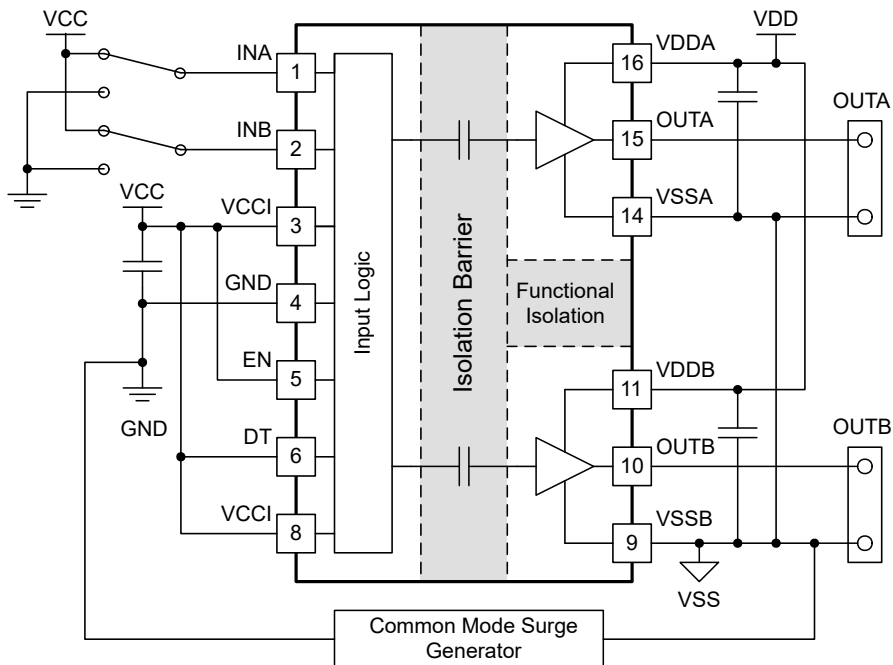 VCC
INA
1
INB
2
VCC
VCCI
3
GND
4
EN
5
GND
DT
6
VCCI
8
Input Logic
Isolation Barrier
Functional
Isolation
VDD
VDDA
16
OUTA
15
VSSA
14
OUTA
VDDB
11
OUTB
10
VSSB
9
OUTB
VSS
Common Mode Surge
Generator